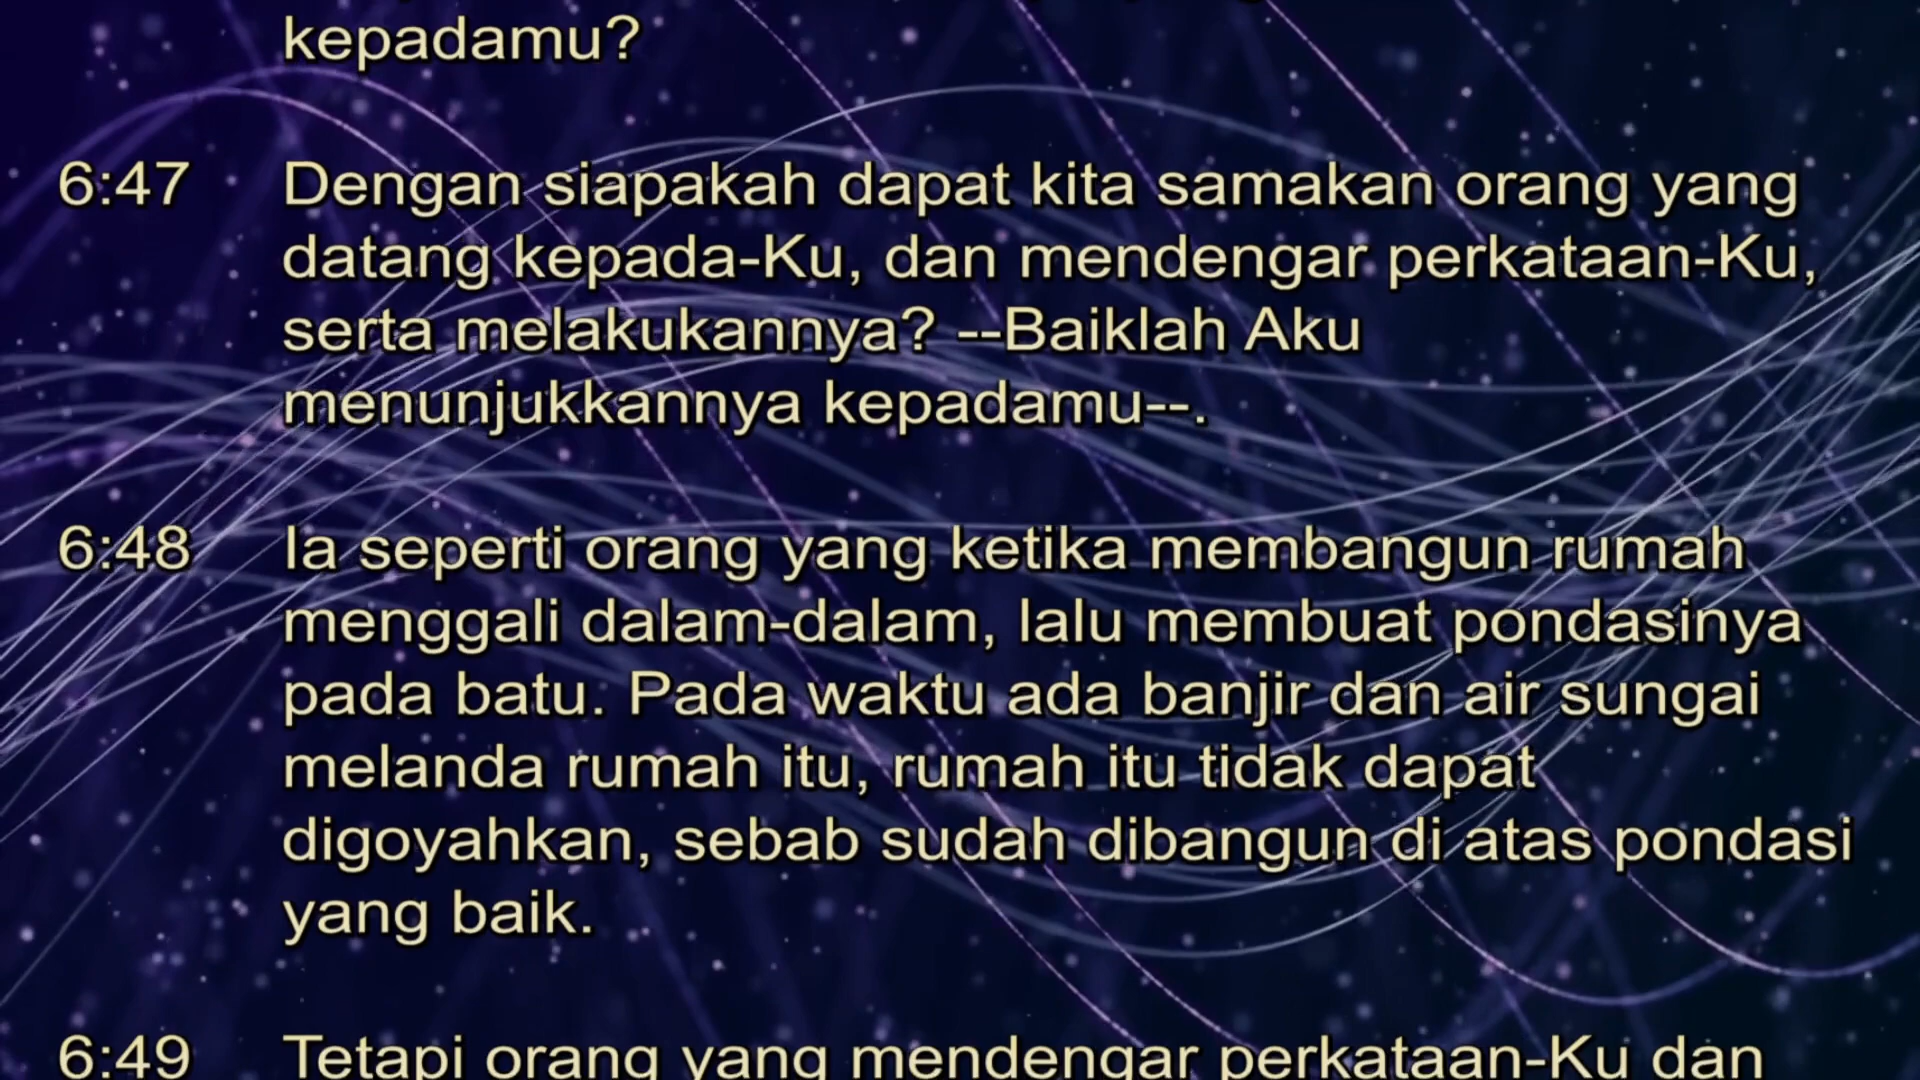 kepadamu?
6:47 Dengan siapakah dapat kita samakan orang yang
datang kepada-Ku, dan mendengar perkataan-Ku,
serta melakukannya? --Baiklah Aku
menunjukkannya kepadamu--.
6:48 Ia seperti orang yang ketika membangun rumah
menggali dalam-dalam, lalu membuat pondasinya
pada batu. Pada waktu ada banjir dan air sungai
melanda rumah itu, rumah itu tidak dapat
digoyahkan, sebab sudah dibangun di atas pondasi
yang baik.
6:49 Tetapi orang yang mendengar perkataan-Ku dan